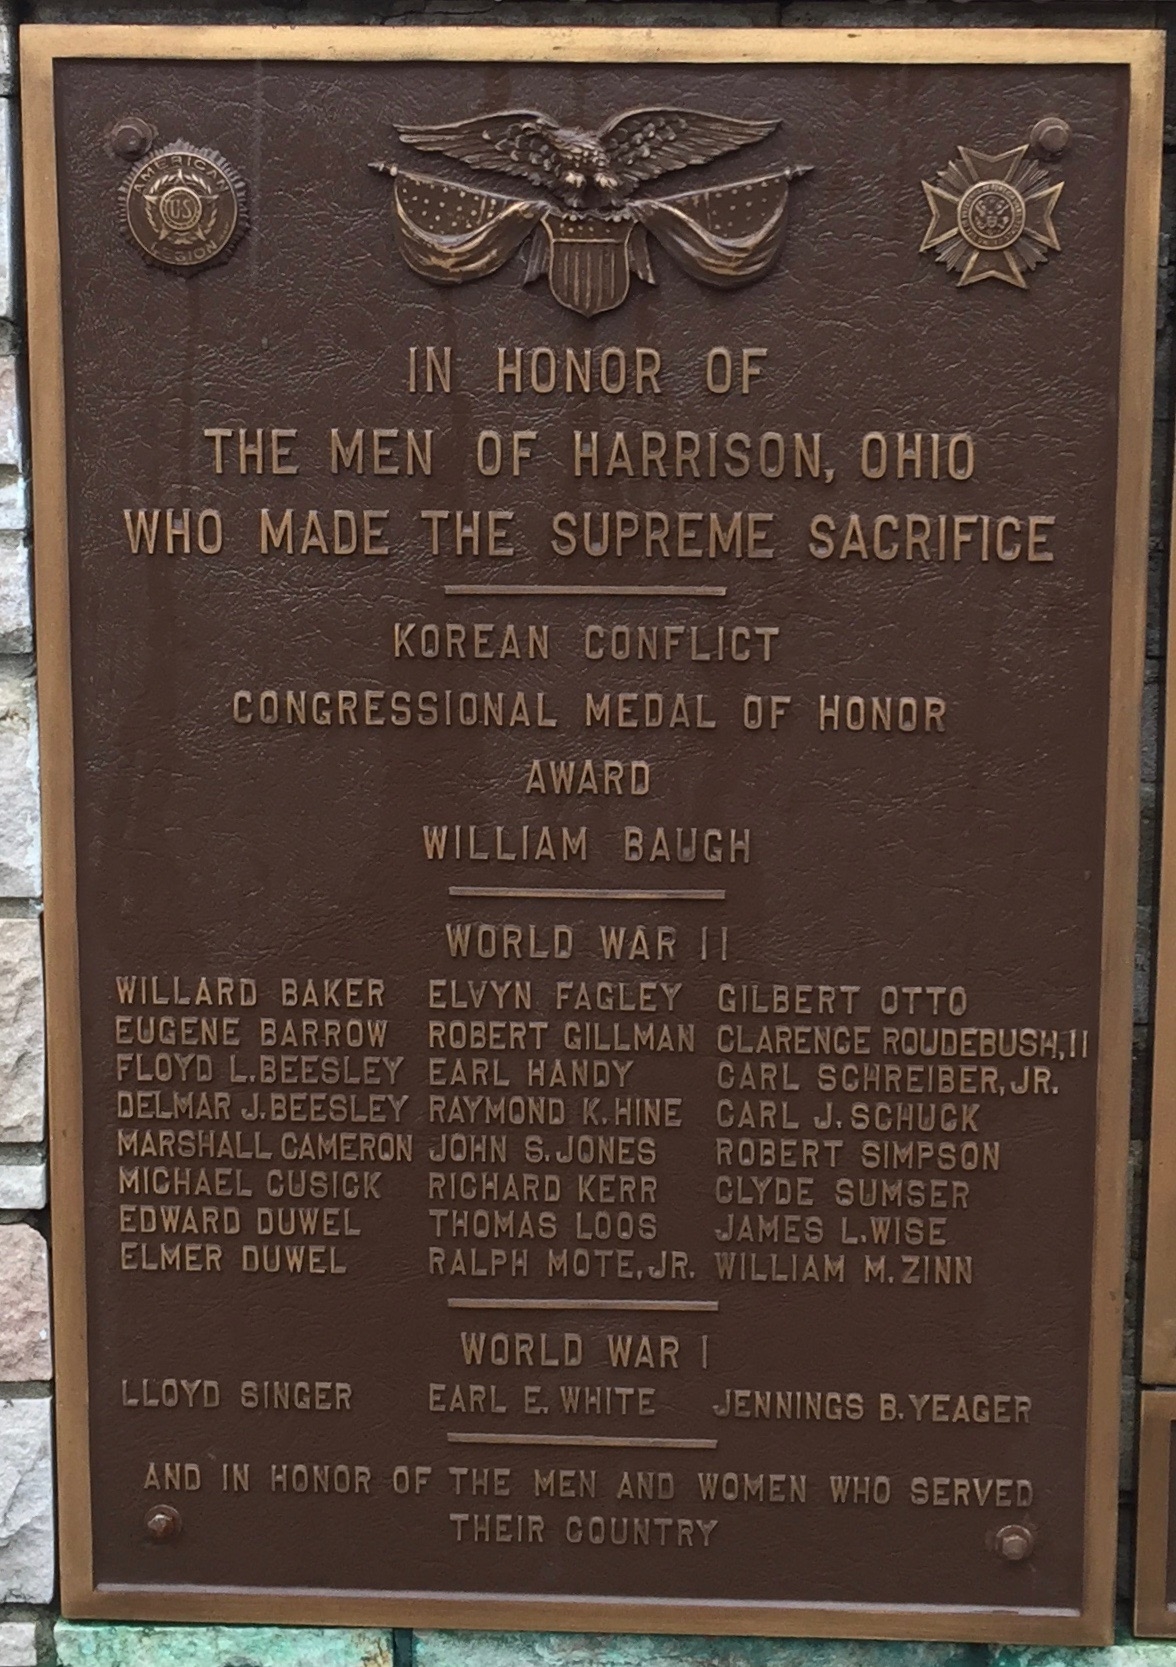 AMERICAN
US
LEGION
IN HONOR OF
THE MEN OF HARRISON, OHIO
WHO MADE THE SUPREME SACRIFICE
KOREAN CONFLICT
CONGRESSIONAL MEDAL OF HONOR
AWARD
WILLIAM BAUGH
WORLD WAR II
WILLARD BAKER ELVYN FAGLEY GILBERT OTTO
EUGENE BARROW ROBERT GILLMAN CLARENCE ROUDEBUSH, II
FLOYD L. BEESLEY EARL HANDY CARL SCHREIBER, JR.
DELMAR J. BEESLEY RAYMOND K. HINE CARL J. SCHUCK
MARSHALL CAMERON JOHN S. JONES ROBERT SIMPSON
MICHAEL CUSICK RICHARD KERR CLYDE SUMSER
EDWARD DUWEL THOMAS LOOS JAMES L. WISE
ELMER DUWEL RALPH MOTE, JR. WILLIAM M. ZINN
WORLD WAR I
LLOYD SINGER EARL E. WHITE JENNINGS B. YEAGER
AND IN HONOR OF THE MEN AND WOMEN WHO SERVED
THEIR COUNTRY